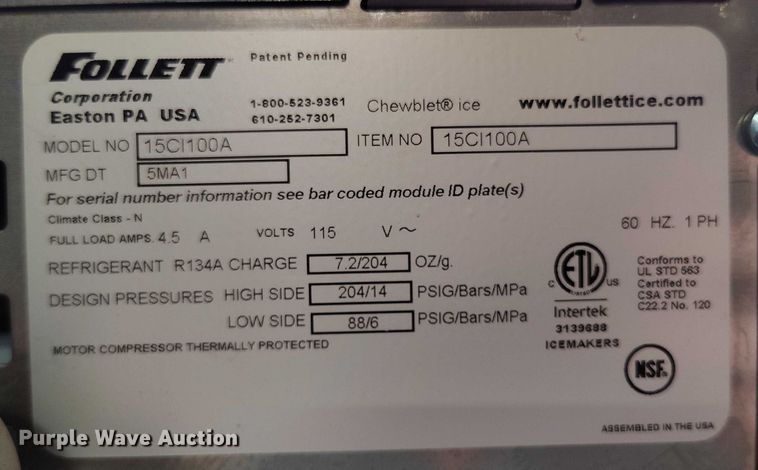 FOLLETT™ Patent Pending
Corporation
Easton PA USA
1-800-523-9361
610-252-7301
Chewblet® ice
www.follettice.com
MODEL NO 15CI100A ITEM NO 15CI100A
MFG DT 5MA1
For serial number information see bar coded module ID plate(s)
Climate Class - N
FULL LOAD AMPS 4.5 A VOLTS 115 V ~ 60 HZ. 1 PH
REFRIGERANT R134A CHARGE 7.2/204 OZ/g.
DESIGN PRESSURES HIGH SIDE 204/14 PSIG/Bars/MPa
LOW SIDE 88/6 PSIG/Bars/MPa
MOTOR COMPRESSOR THERMALLY PROTECTED
C ETL US
Intertek
3139688
ICEMAKERS
Conforms to
UL STD 563
Certified to
CSA STD
C22.2 No. 120
NSF®
ASSEMBLED IN THE USA
Purple Wave Auction